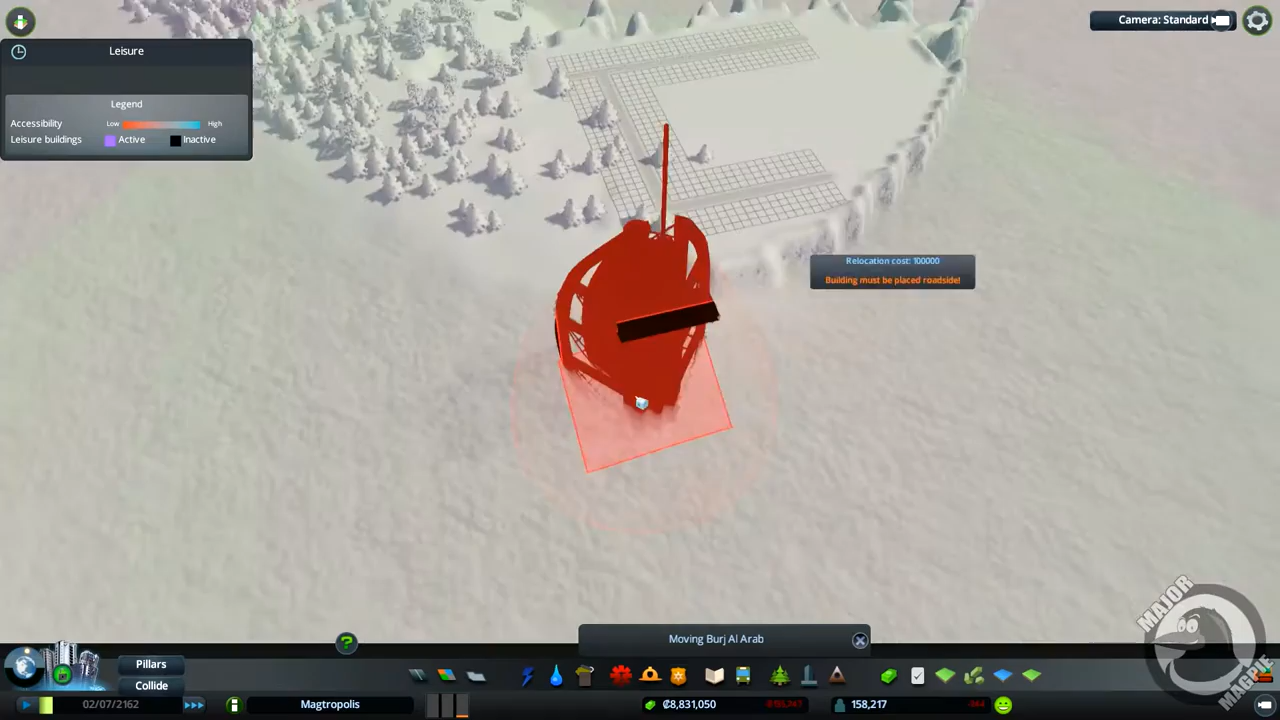 Camera: Standard
Leisure
Legend
Accessibility Low High
Leisure buildings Active Inactive
Relocation cost: 100000
Building must be placed roadside!
Moving Burj Al Arab
?
Pillars
Collide
02/07/2162
Magtropolis
₡8,831,050
158,217
MAJOR
MAGPIE